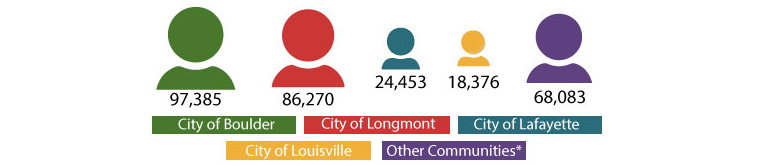 97,385
86,270
24,453
18,376
68,083
City of Boulder
City of Longmont
City of Lafayette
City of Louisville
Other Communities*